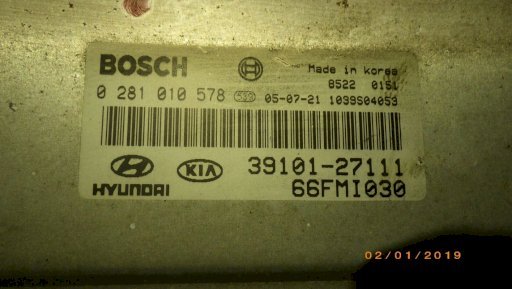 BOSCH
Made in Korea
8522 0151
0 281 010 578 05-07-21 1039S04053
HYUNDAI KIA 39101-27111
66FMI030
02/01/2019